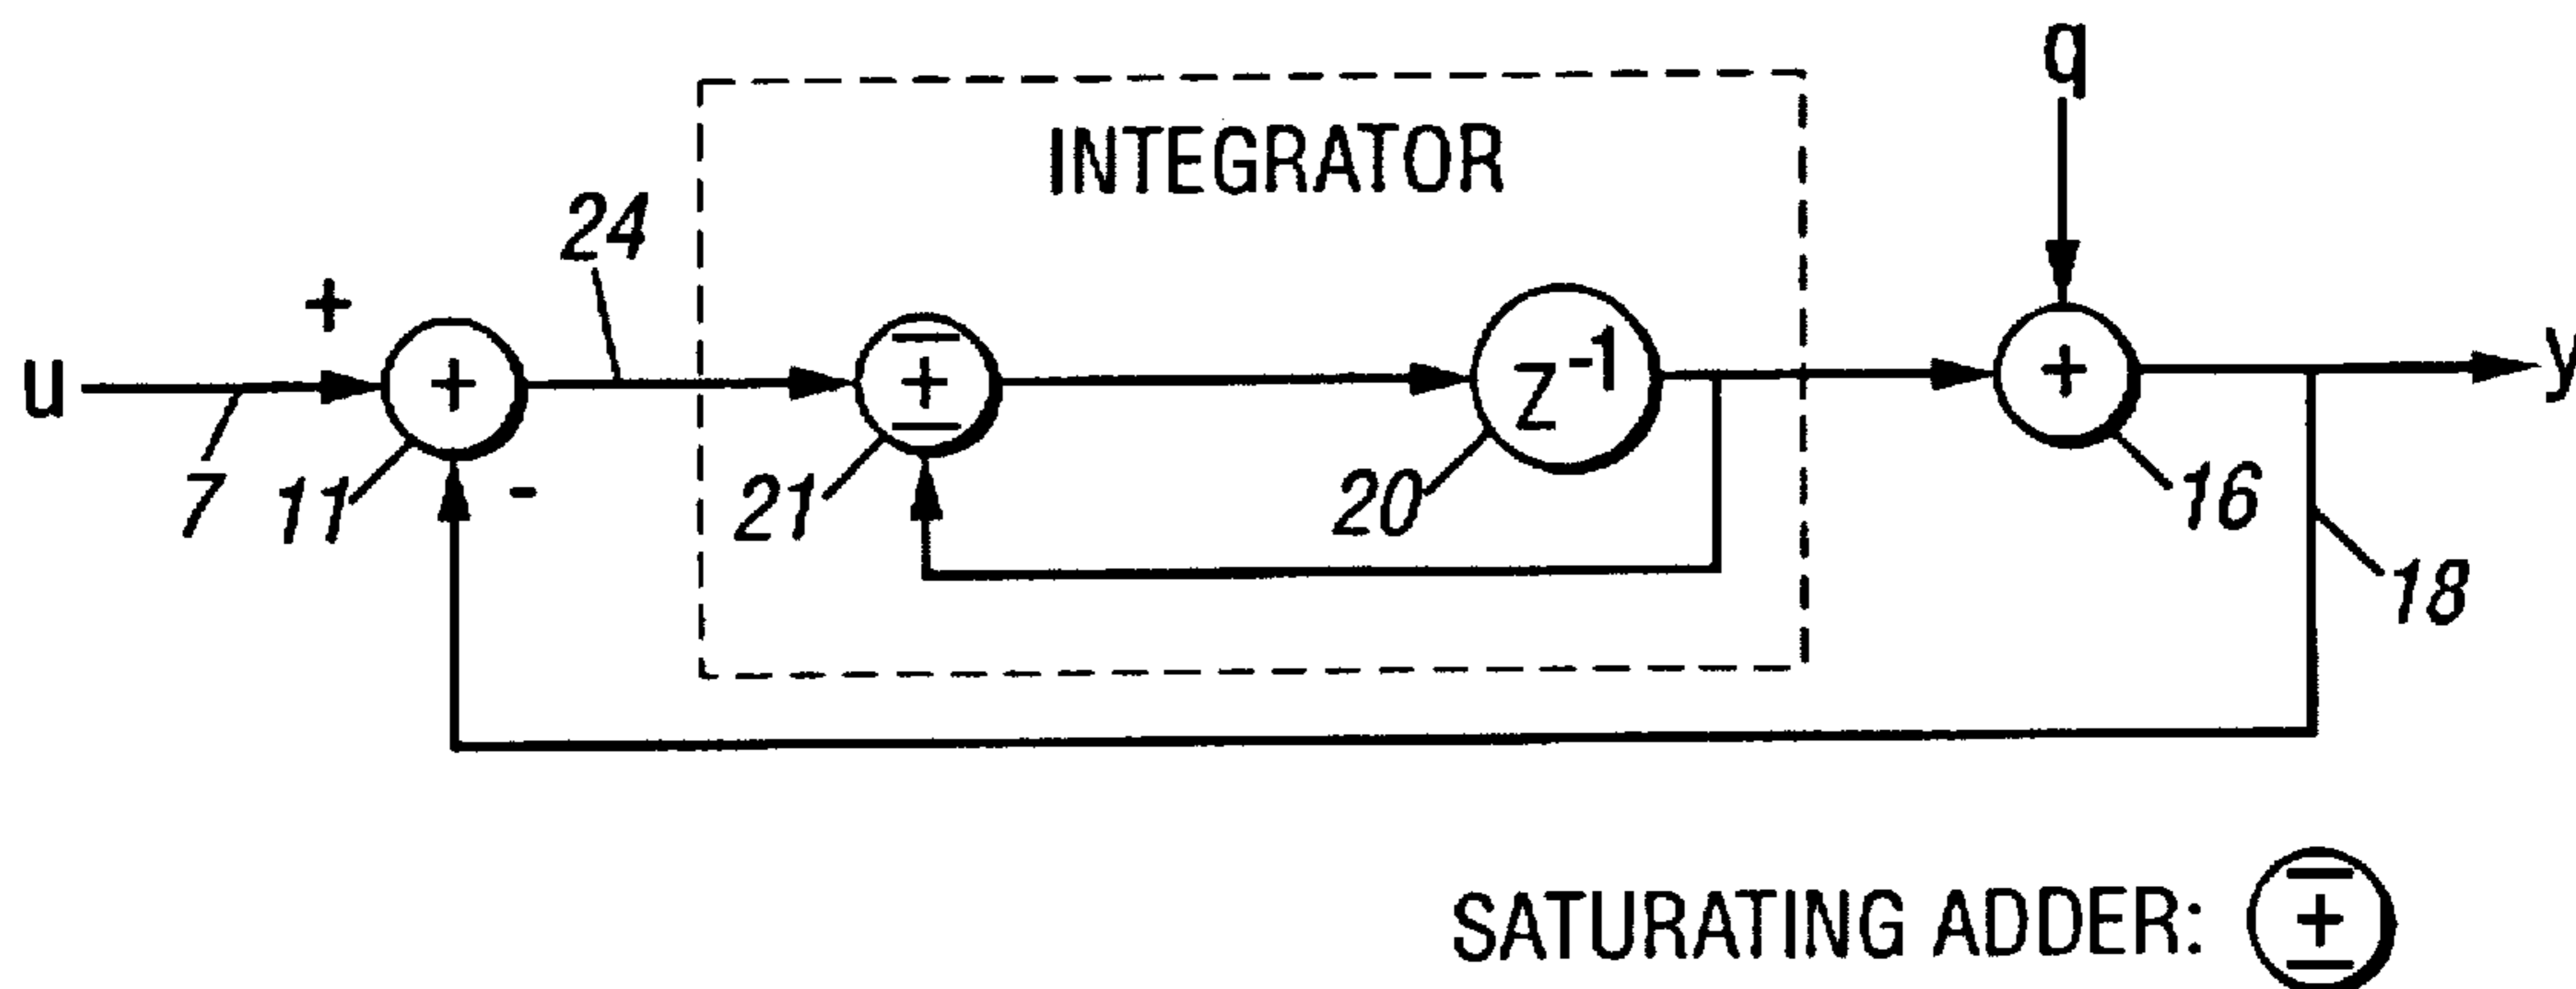 q
INTEGRATOR
24
+
u + + z⁻¹ + y
-
7 11 21 20 16
18
SATURATING ADDER: +